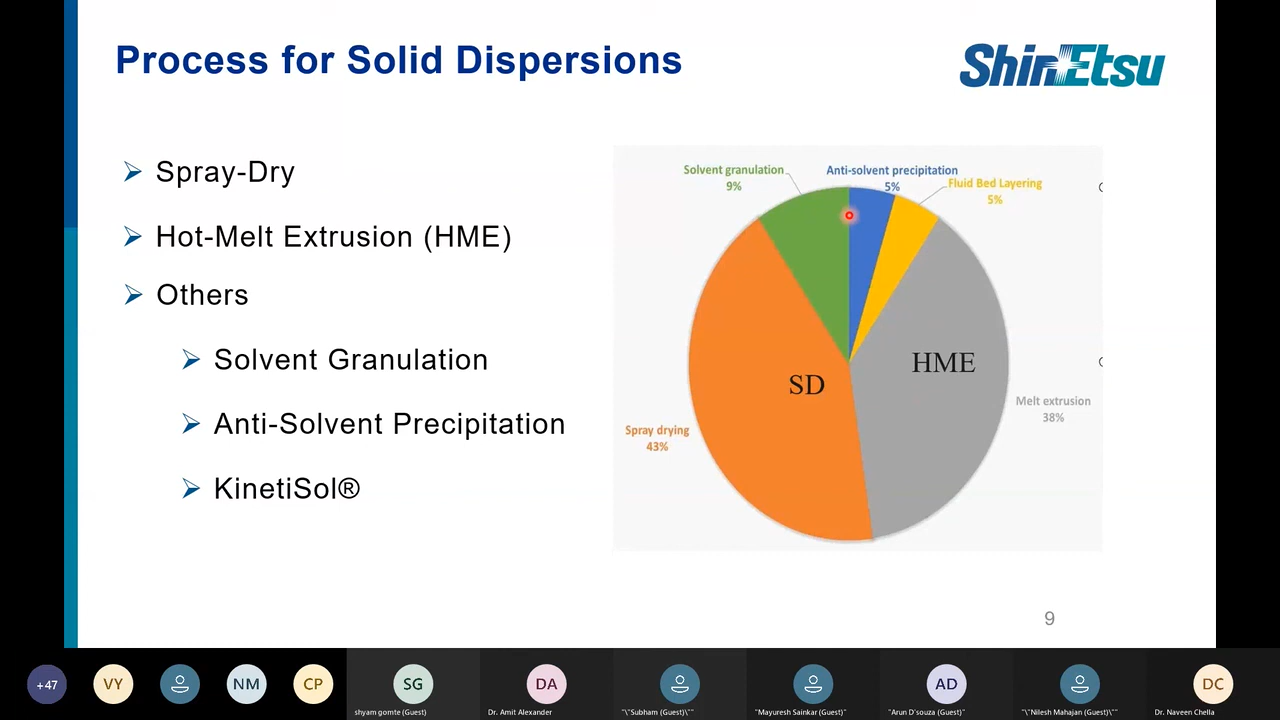 Process for Solid Dispersions
ShinEtsu
Spray-Dry
Hot-Melt Extrusion (HME)
Others
Solvent Granulation
Anti-Solvent Precipitation
KinetiSol®
Solvent granulation
9%
Anti-solvent precipitation
5%
Fluid Bed Layering
5%
HME
SD
Melt extrusion
38%
Spray drying
43%
9
+47
VY
NM
CP
SG
DA
AD
DC
shyam gomte (Guest)
Dr. Amit Alexander
"\"Subham (Guest)\""
"Mayuresh Sainkar (Guest)"
"Arun D'souza (Guest)"
"\"Nilesh Mahajan (Guest)\"
Dr. Naveen Chella